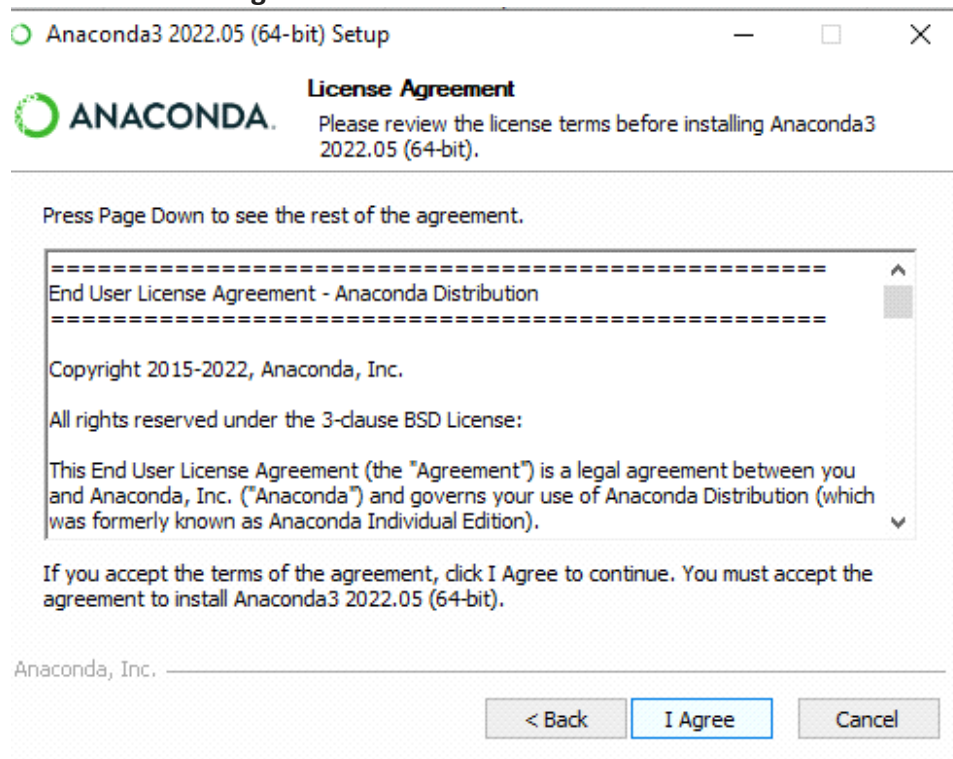 Anaconda3 2022.05 (64-bit) Setup
ANACONDA.
License Agreement
Please review the license terms before installing Anaconda3
2022.05 (64-bit).
Press Page Down to see the rest of the agreement.
==================================================
End User License Agreement - Anaconda Distribution
==================================================
Copyright 2015-2022, Anaconda, Inc.
All rights reserved under the 3-clause BSD License:
This End User License Agreement (the "Agreement") is a legal agreement between you
and Anaconda, Inc. ("Anaconda") and governs your use of Anaconda Distribution (which
was formerly known as Anaconda Individual Edition).
If you accept the terms of the agreement, click I Agree to continue. You must accept the
agreement to install Anaconda3 2022.05 (64-bit).
Anaconda, Inc.
< Back
I Agree
Cancel